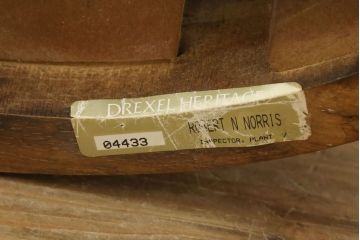 DREXEL HERITAGE
04433
ROBERT N NORRIS
INSPECTOR, PLANT